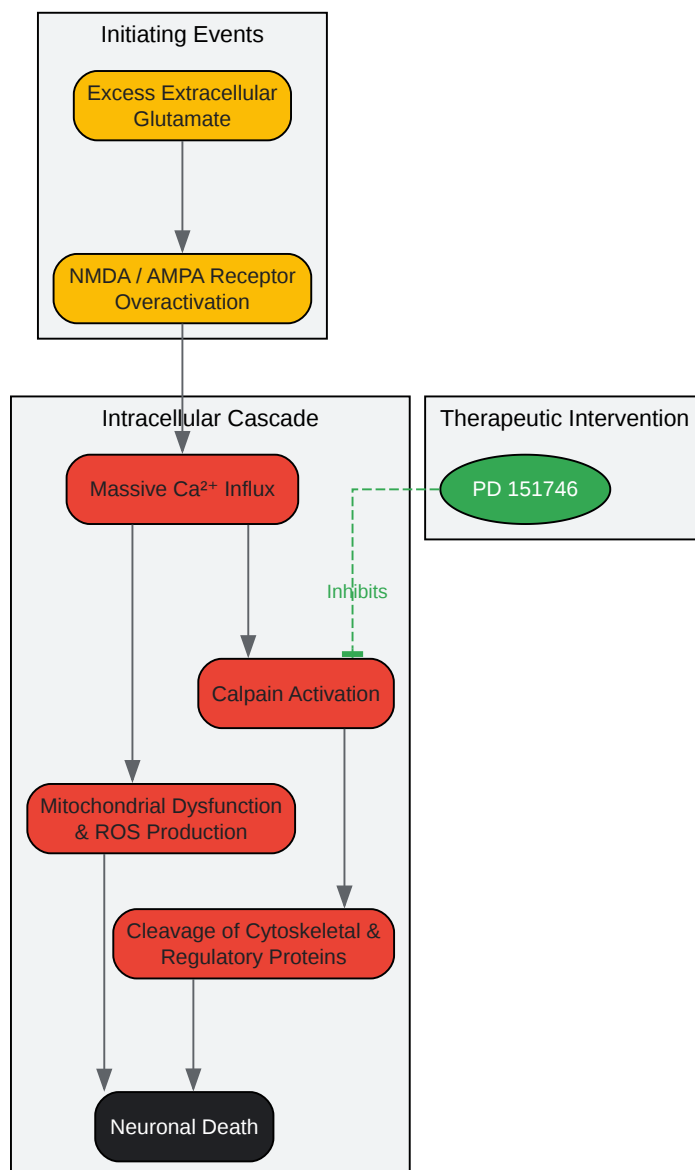 Initiating Events
Excess Extracellular
Glutamate
NMDA / AMPA Receptor
Overactivation
Intracellular Cascade
Therapeutic Intervention
Massive Ca²⁺ Influx
PD 151746
Inhibits
Calpain Activation
Mitochondrial Dysfunction
& ROS Production
Cleavage of Cytoskeletal &
Regulatory Proteins
Neuronal Death